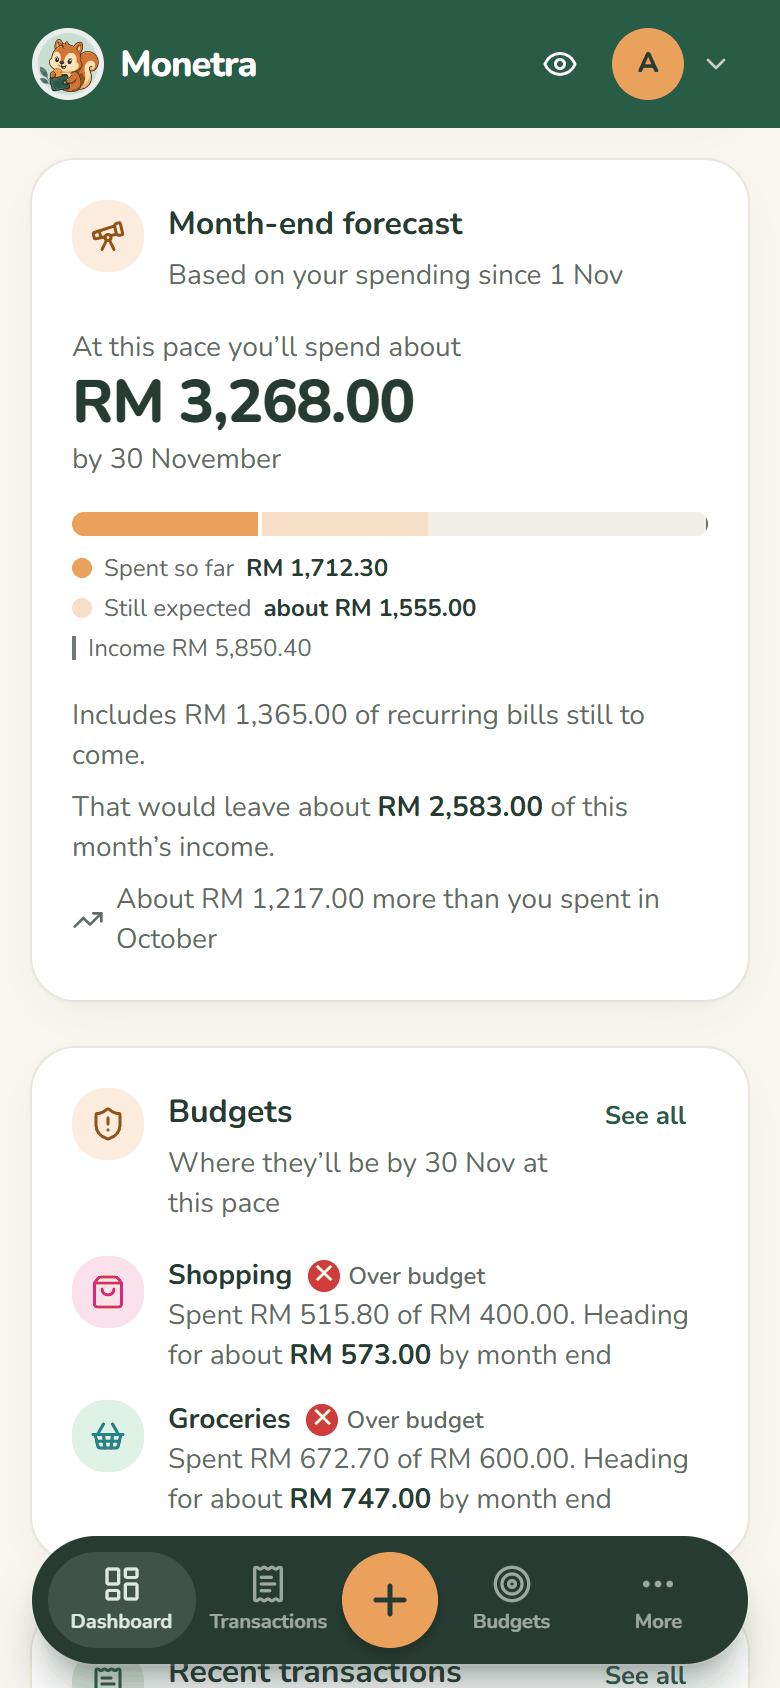 Monetra
A
Month-end forecast
Based on your spending since 1 Nov
At this pace you’ll spend about
RM 3,268.00
by 30 November
Spent so far RM 1,712.30
Still expected about RM 1,555.00
Income RM 5,850.40
Includes RM 1,365.00 of recurring bills still to
come.
That would leave about RM 2,583.00 of this
month’s income.
About RM 1,217.00 more than you spent in
October
Budgets
See all
Where they’ll be by 30 Nov at
this pace
Shopping Over budget
Spent RM 515.80 of RM 400.00. Heading
for about RM 573.00 by month end
Groceries Over budget
Spent RM 672.70 of RM 600.00. Heading
for about RM 747.00 by month end
Dashboard Transactions Budgets More
Recent transactions See all